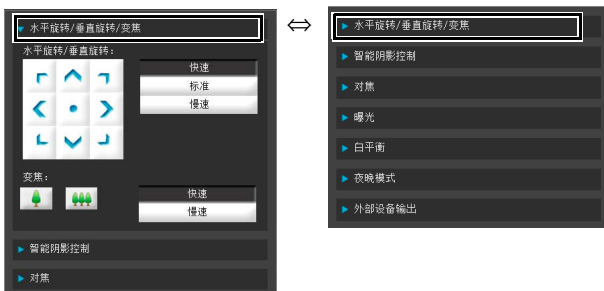 水平旋转/垂直旋转/变焦
水平旋转/垂直旋转：
快速
标准
慢速
变焦：
快速
慢速
智能阴影控制
对焦
水平旋转/垂直旋转/变焦
智能阴影控制
对焦
曝光
白平衡
夜晚模式
外部设备输出